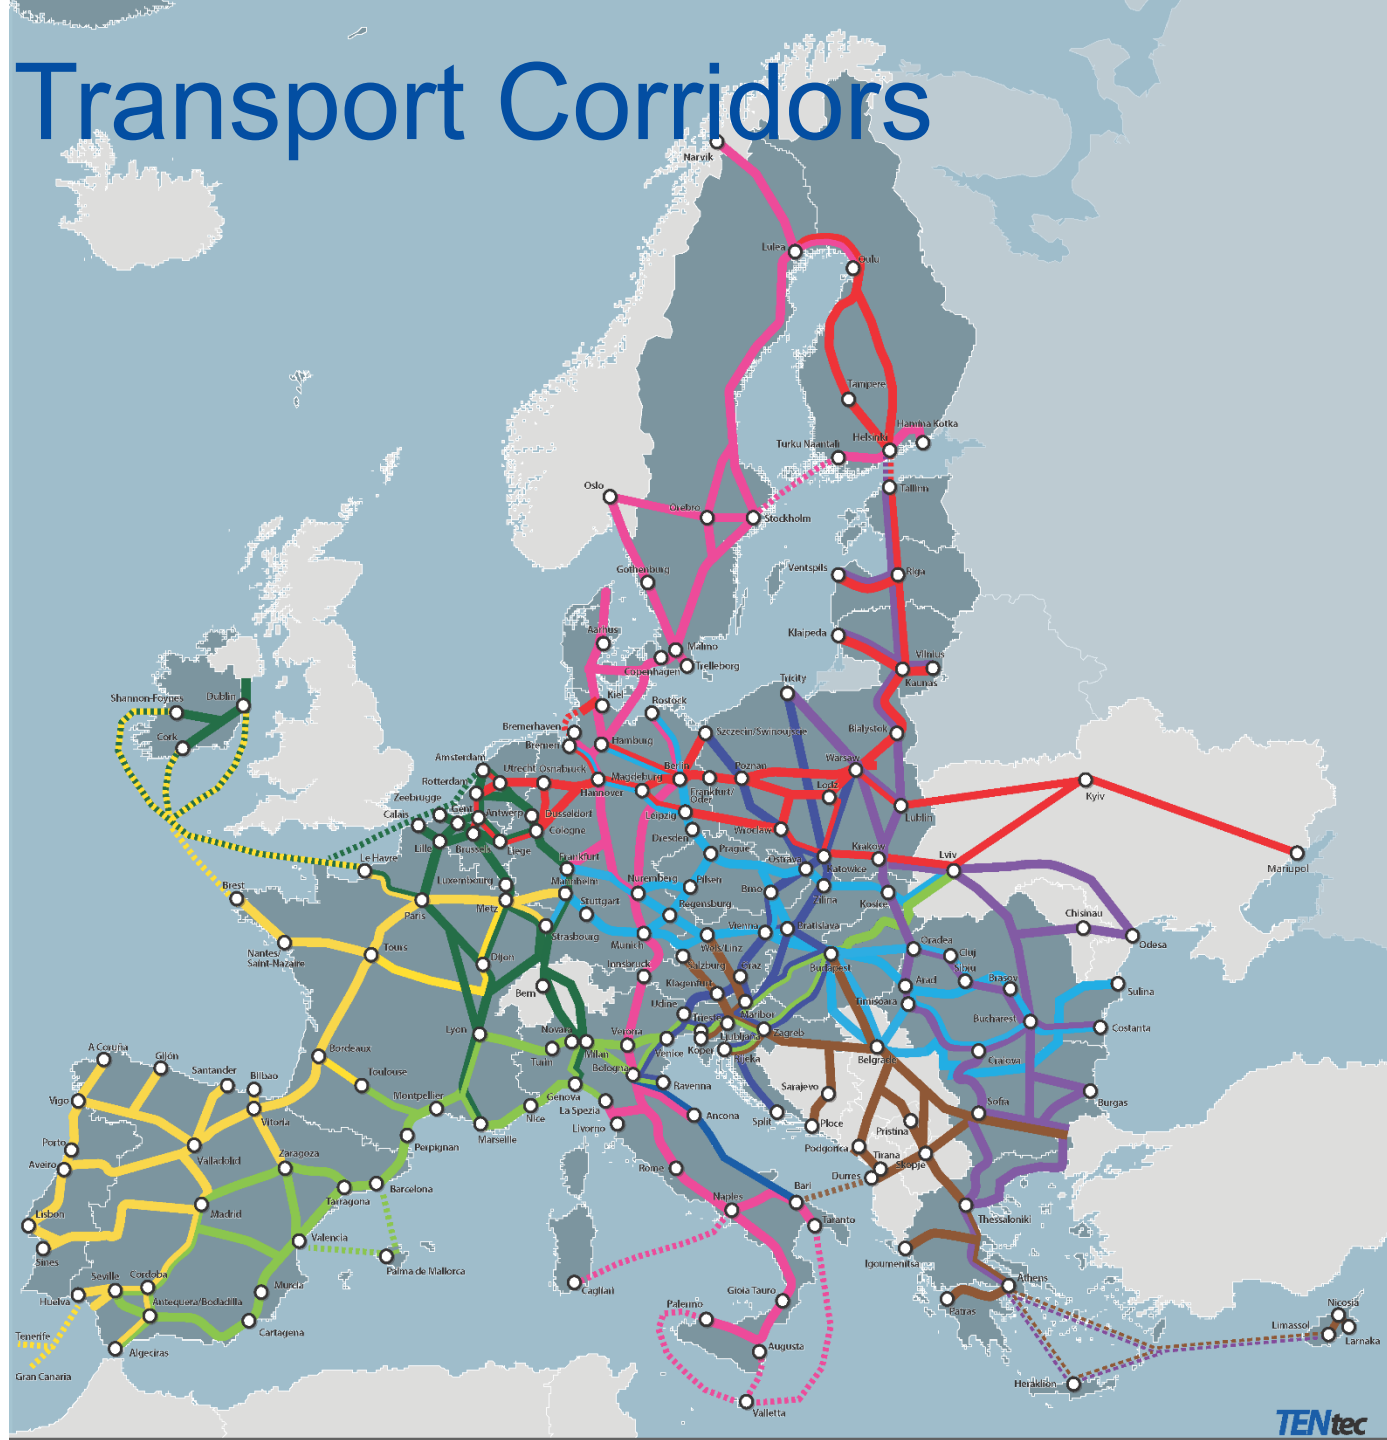 Transport Corridors
Narvik
Lulea
Oulu
Tampere
Hamina Kotka
Helsinki
Turku Naantali
Tallinn
Oslo
Orebro
Stockholm
Ventspils
Riga
Gothenburg
Klaipeda
Aarhus
Malmo
Vilnius
Copenhagen
Trelleborg
Kaunas
Tricity
Shannon-Foynes
Dublin
Kiel
Rostock
Bremerhaven
Szczecin/Swinoujscie
Bialystok
Cork
Bremen
Hamburg
Amsterdam
Utrecht
Osnabruck
Magdeburg
Berlin
Poznan
Warsaw
Kyiv
Rotterdam
Hannover
Frankfurt/
Oder
Lodz
Zeebrugge
Gent
Antwerp
Dusseldorf
Leipzig
Lublin
Calais
Cologne
Dresden
Wroclaw
Lille
Brussels
Liege
Prague
Ostrava
Krakow
Lviv
Mariupol
Le Havre
Frankfurt
Katowice
Brest
Luxembourg
Mannheim
Nuremberg
Pilsen
Brno
Zilina
Kosice
Paris
Metz
Stuttgart
Regensburg
Chisinau
Strasbourg
Munich
Wels/Linz
Vienna
Bratislava
Odesa
Nantes/
Saint-Nazaire
Tours
Dijon
Salzburg
Budapest
Oradea
Cluj
Innsbruck
Graz
Sibiu
Brasov
Bern
Klagenfurt
Arad
Sulina
Udine
Maribor
Timisoara
Lyon
Novara
Verona
Trieste
Ljubljana
Zagreb
Bucharest
Costanta
Turin
Milan
Venice
Koper
Rijeka
Belgrade
Craiova
A Coruña
Gijón
Santander
Bilbao
Bordeaux
Toulouse
Bologna
Ravenna
Sarajevo
Vigo
Vitoria
Montpellier
Genova
La Spezia
Ancona
Split
Ploce
Sofia
Burgas
Nice
Marseille
Livorno
Pristina
Porto
Valladolid
Zaragoza
Perpignan
Podgorica
Tirana
Skopje
Aveiro
Rome
Durres
Tarragona
Barcelona
Naples
Bari
Lisbon
Madrid
Taranto
Thessaloniki
Sines
Valencia
Palma de Mallorca
Igoumenitsa
Seville
Cordoba
Murcia
Cagliari
Gioia Tauro
Athens
Huelva
Antequera/Bobadilla
Palermo
Patras
Nicosia
Tenerife
Cartagena
Limassol
Larnaka
Algeciras
Augusta
Gran Canaria
Heraklion
Valletta
TENtec